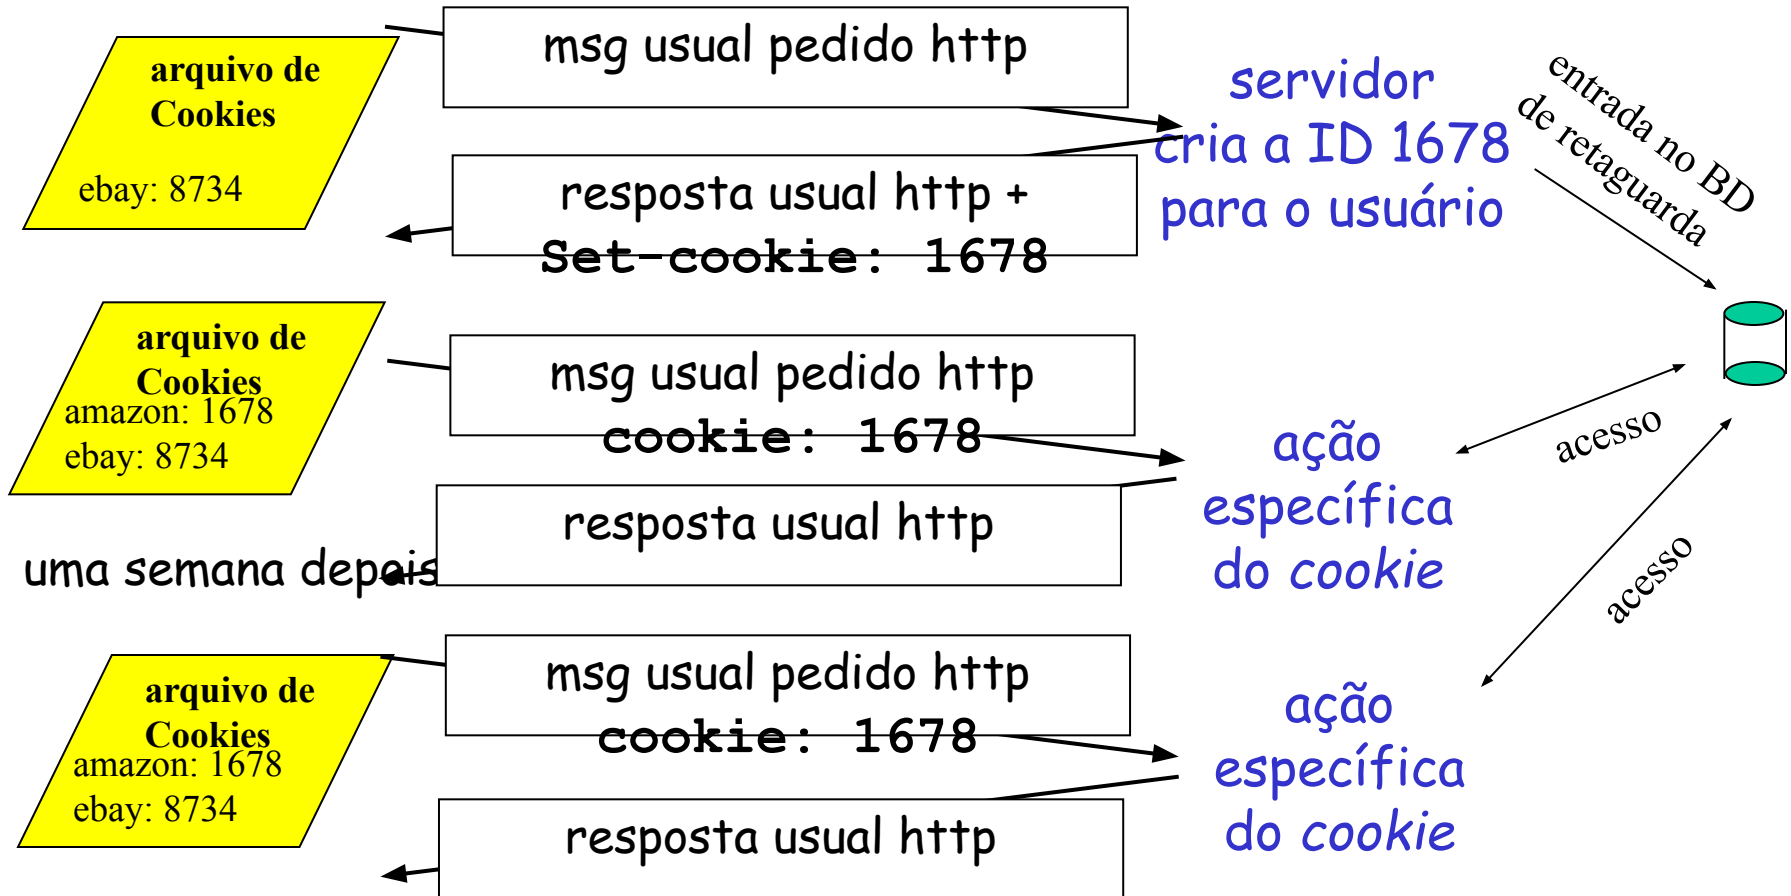 arquivo de
Cookies
ebay: 8734
msg usual pedido http
servidor
cria a ID 1678
para o usuário
entrada no BD
de retaguarda
resposta usual http +
Set-cookie: 1678
arquivo de
Cookies
amazon: 1678
ebay: 8734
msg usual pedido http
cookie: 1678
ação
específica
do cookie
acesso
resposta usual http
uma semana depois
acesso
arquivo de
Cookies
amazon: 1678
ebay: 8734
msg usual pedido http
cookie: 1678
ação
específica
do cookie
resposta usual http